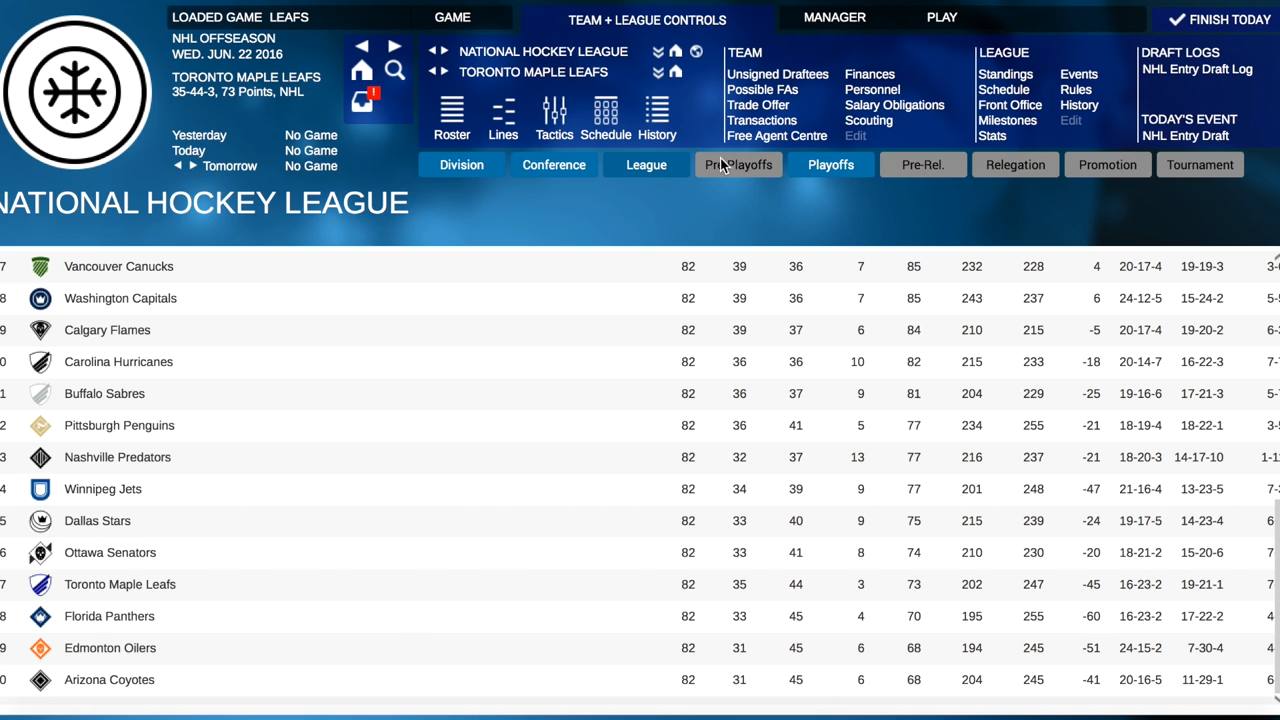 LOADED GAME LEAFS
GAME
TEAM + LEAGUE CONTROLS
MANAGER
PLAY
FINISH TODAY
NHL OFFSEASON
WED. JUN. 22 2016
TORONTO MAPLE LEAFS
35-44-3, 73 Points, NHL
Yesterday No Game
Today No Game
Tomorrow No Game
!
NATIONAL HOCKEY LEAGUE
TORONTO MAPLE LEAFS
Roster Lines Tactics Schedule History
TEAM
Unsigned Draftees Finances
Possible FAs Personnel
Trade Offer Salary Obligations
Transactions Scouting
Free Agent Centre Edit
LEAGUE
Standings Events
Schedule Rules
Front Office History
Milestones Edit
Stats
DRAFT LOGS
NHL Entry Draft Log
TODAY'S EVENT
NHL Entry Draft
Division Conference League Pre-Playoffs Playoffs Pre-Rel. Relegation Promotion Tournament
NATIONAL HOCKEY LEAGUE
7 Vancouver Canucks 82 39 36 7 85 232 228 4 20-17-4 19-19-3 3-
8 Washington Capitals 82 39 36 7 85 243 237 6 24-12-5 15-24-2 5-
9 Calgary Flames 82 39 37 6 84 210 215 -5 20-17-4 19-20-2 6-
0 Carolina Hurricanes 82 36 36 10 82 215 233 -18 20-14-7 16-22-3 7-
1 Buffalo Sabres 82 36 37 9 81 204 229 -25 19-16-6 17-21-3 5-
2 Pittsburgh Penguins 82 36 41 5 77 234 255 -21 18-19-4 18-22-1 3-
3 Nashville Predators 82 32 37 13 77 216 237 -21 18-20-3 14-17-10 1-1
4 Winnipeg Jets 82 34 39 9 77 201 248 -47 21-16-4 13-23-5 7-
5 Dallas Stars 82 33 40 9 75 215 239 -24 19-17-5 14-23-4 6
6 Ottawa Senators 82 33 41 8 74 210 230 -20 18-21-2 15-20-6 7
7 Toronto Maple Leafs 82 35 44 3 73 202 247 -45 16-23-2 19-21-1 7
8 Florida Panthers 82 33 45 4 70 195 255 -60 16-23-2 17-22-2 4
9 Edmonton Oilers 82 31 45 6 68 194 245 -51 24-15-2 7-30-4 4
0 Arizona Coyotes 82 31 45 6 68 204 245 -41 20-16-5 11-29-1 6